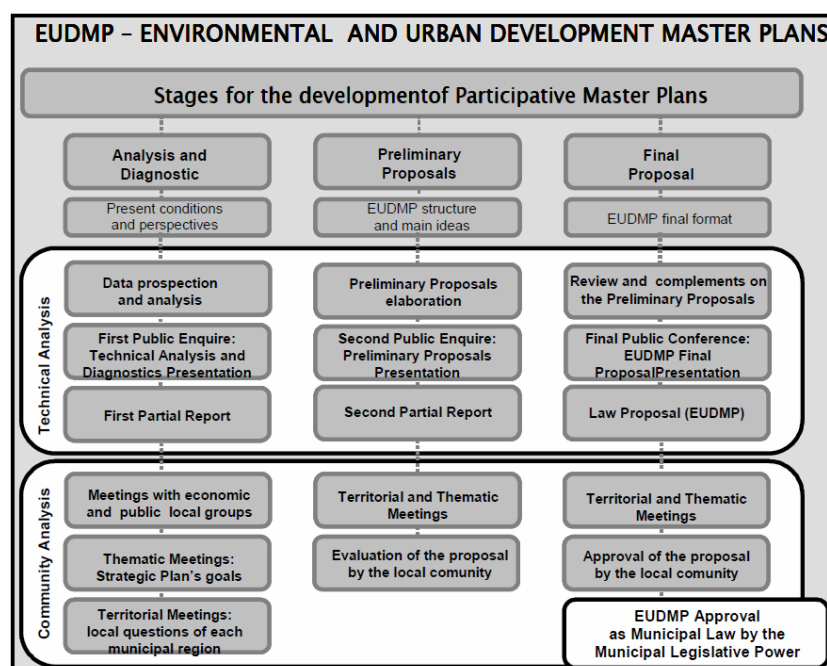 EUDMP – ENVIRONMENTAL AND URBAN DEVELOPMENT MASTER PLANS
Stages for the developmentof Participative Master Plans
Analysis and
Diagnostic
Preliminary
Proposals
Final
Proposal
Present conditions
and perspectives
EUDMP structure
and main ideas
EUDMP final format
Technical Analysis
Data prospection
and analysis
Preliminary Proposals
elaboration
Review and complements on
the Preliminary Proposals
First Public Enquire:
Technical Analysis and
Diagnostics Presentation
Second Public Enquire:
Preliminary Proposals
Presentation
Final Public Conference:
EUDMP Final
ProposalPresentation
First Partial Report
Second Partial Report
Law Proposal (EUDMP)
Community Analysis
Meetings with economic
and public local groups
Territorial and Thematic
Meetings
Territorial and Thematic
Meetings
Thematic Meetings:
Strategic Plan's goals
Evaluation of the proposal
by the local comunity
Approval of the proposal
by the local comunity
Territorial Meetings:
local questions of each
municipal region
EUDMP Approval
as Municipal Law by the
Municipal Legislative Power